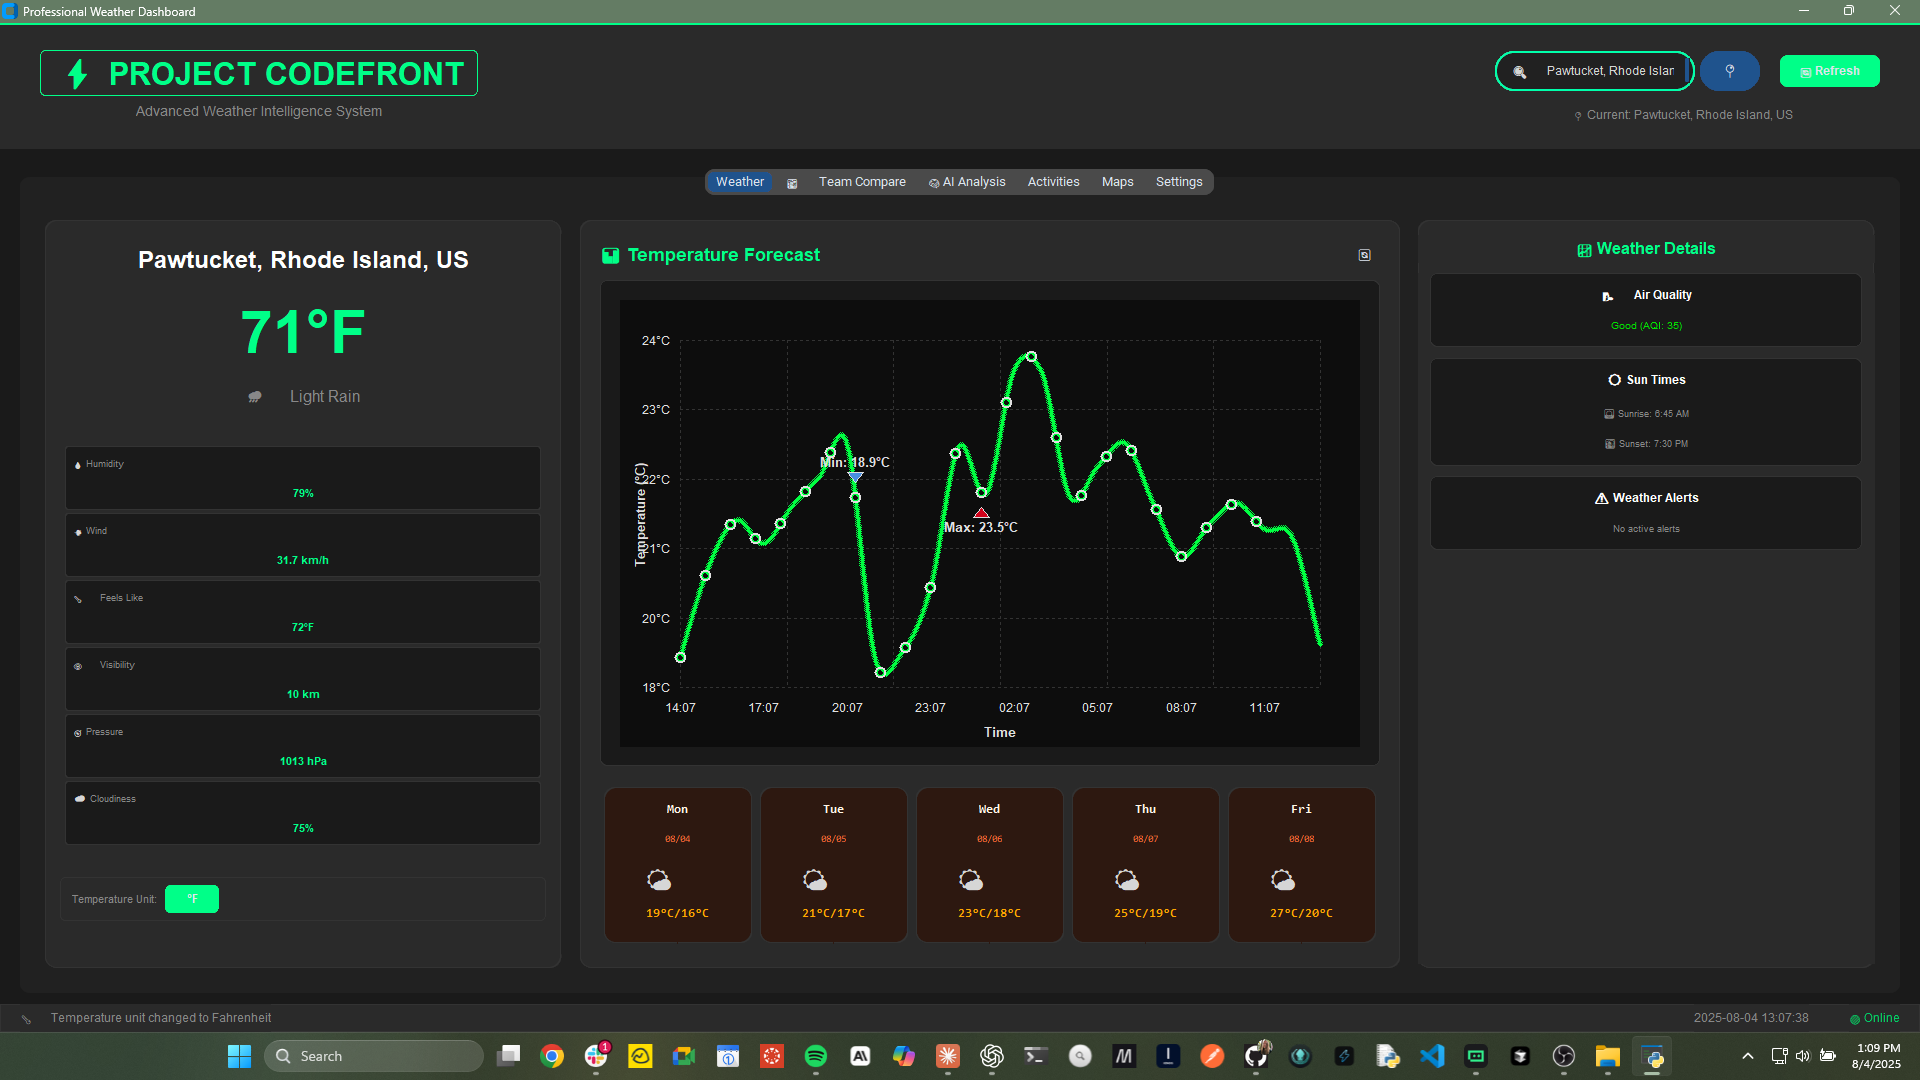 Professional Weather Dashboard
PROJECT CODEFRONT
Advanced Weather Intelligence System
Pawtucket, Rhode Islan
Refresh
Current: Pawtucket, Rhode Island, US
Weather
Team Compare
AI Analysis
Activities
Maps
Settings
Pawtucket, Rhode Island, US
71°F
Light Rain
Humidity
79%
Wind
31.7 km/h
Feels Like
72°F
Visibility
10 km
Pressure
1013 hPa
Cloudiness
75%
Temperature Unit:
°F
Temperature Forecast
24°C
23°C
22°C
21°C
20°C
18°C
Temperature (°C)
Min: 18.9°C
Max: 23.5°C
14:07
17:07
20:07
23:07
02:07
05:07
08:07
11:07
Time
Mon
08/04
19°C/16°C
Tue
08/05
21°C/17°C
Wed
08/06
23°C/18°C
Thu
08/07
25°C/19°C
Fri
08/08
27°C/20°C
Weather Details
Air Quality
Good (AQI: 35)
Sun Times
Sunrise: 6:45 AM
Sunset: 7:30 PM
Weather Alerts
No active alerts
Temperature unit changed to Fahrenheit
2025-08-04 13:07:38
Online
Search
1
AI
M
I
1:09 PM
8/4/2025